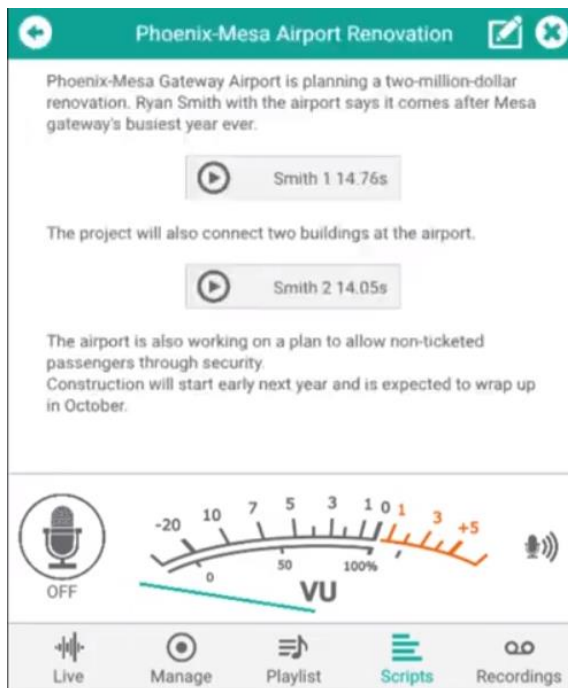 Phoenix-Mesa Airport Renovation
Phoenix-Mesa Gateway Airport is planning a two-million-dollar
renovation. Ryan Smith with the airport says it comes after Mesa
gateway's busiest year ever.
Smith 1 14.76s
The project will also connect two buildings at the airport.
Smith 2 14.05s
The airport is also working on a plan to allow non-ticketed
passengers through security
Construction will start early next year and is expected to wrap up
in October.
-20 10 7 5 3 1 0 1 3 +5
0 50 100%
VU
OFF
Live Manage Playlist Scripts Recordings